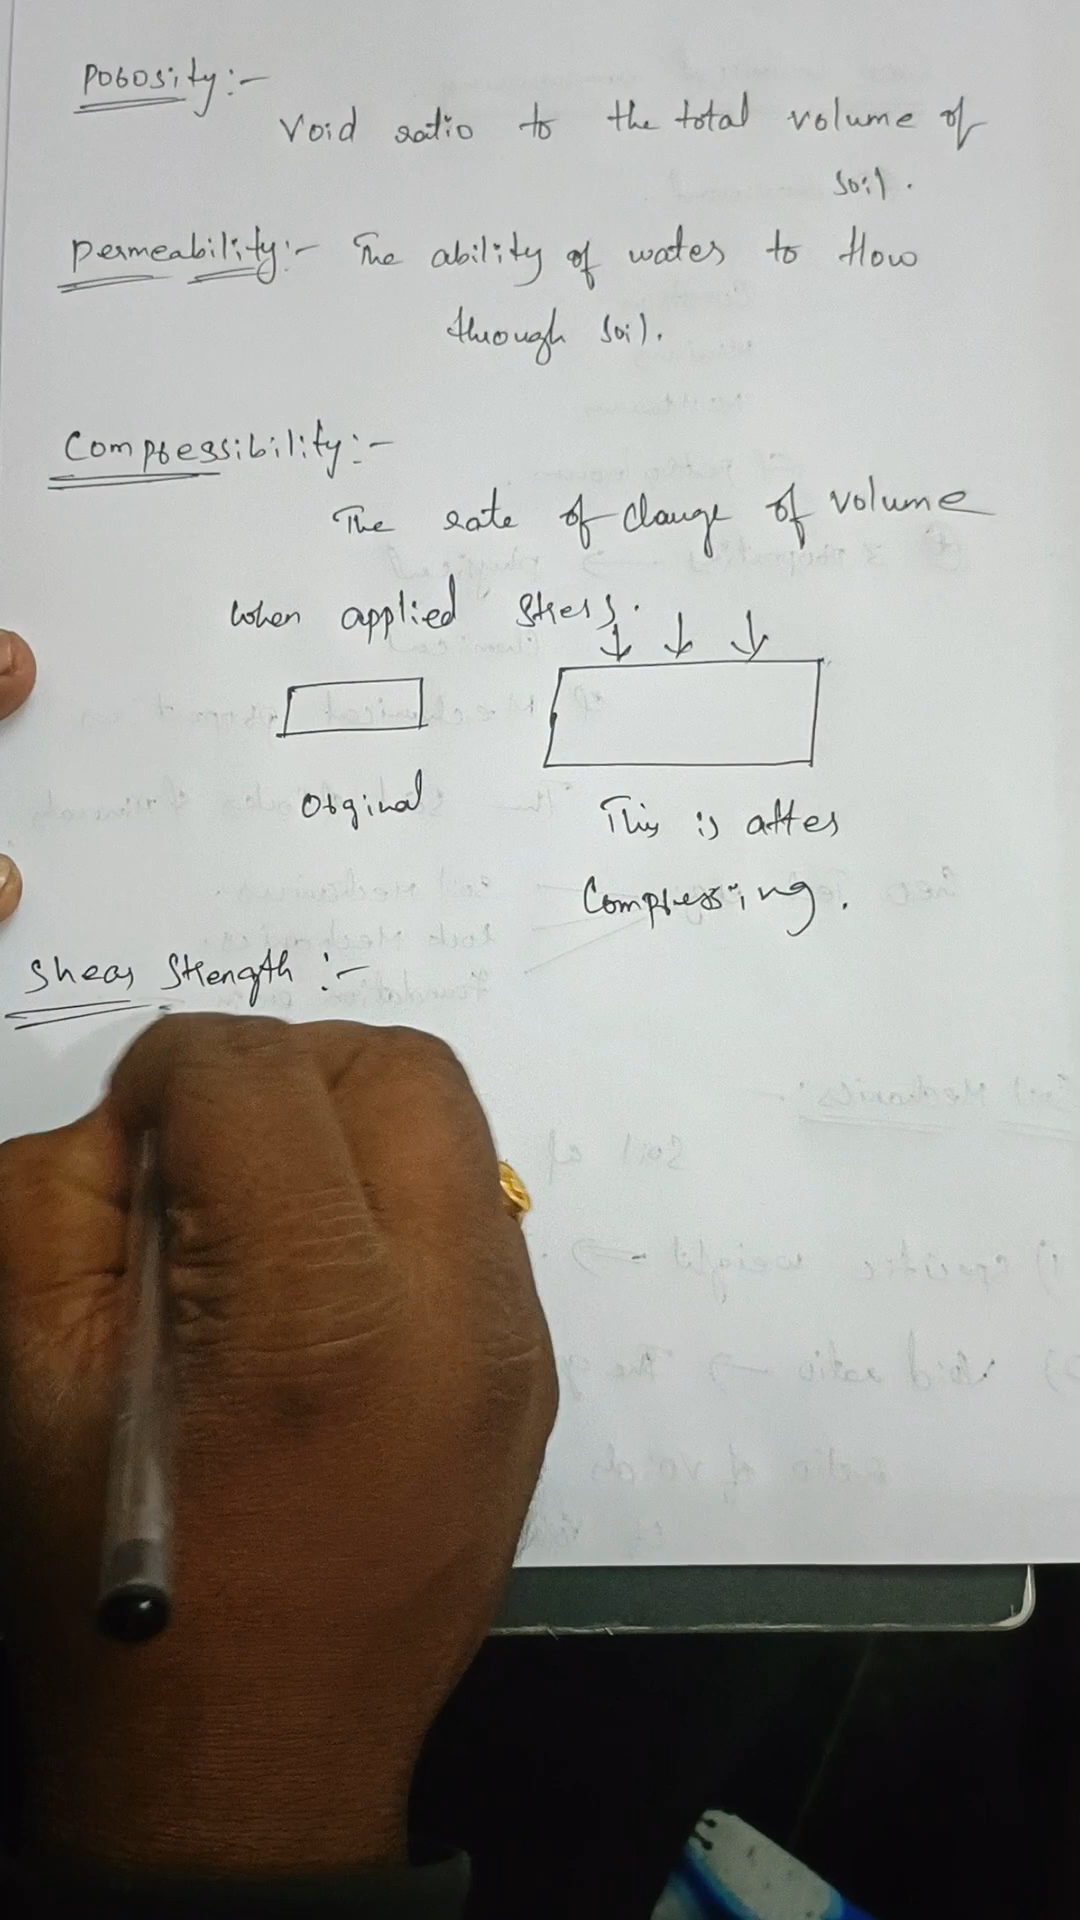 Porosity:-
Void ratio to the total volume of
soil.
Permeability:- The ability of water to flow
through soil.
Compressibility:-
The rate of change of volume
when applied stress.
Orginal
This is after
Compressing.
Shear Strength:-